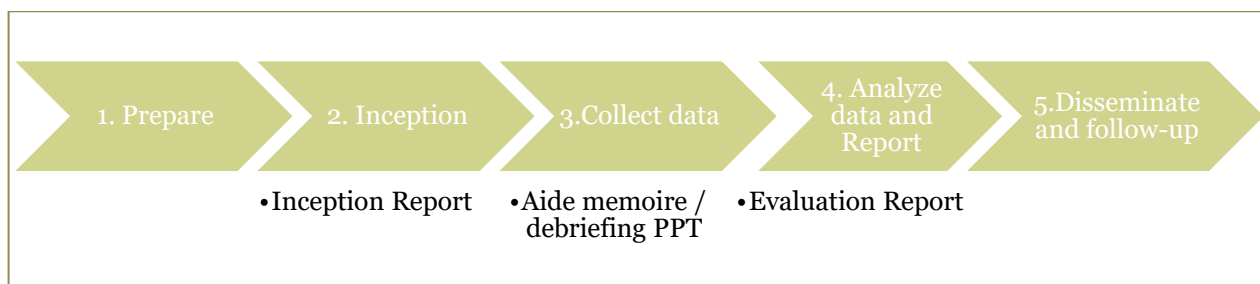 1. Prepare
2. Inception
3.Collect data
4. Analyze
data and
Report
5.Disseminate
and follow-up
•Inception Report
•Aide memoire /
debriefing PPT
•Evaluation Report